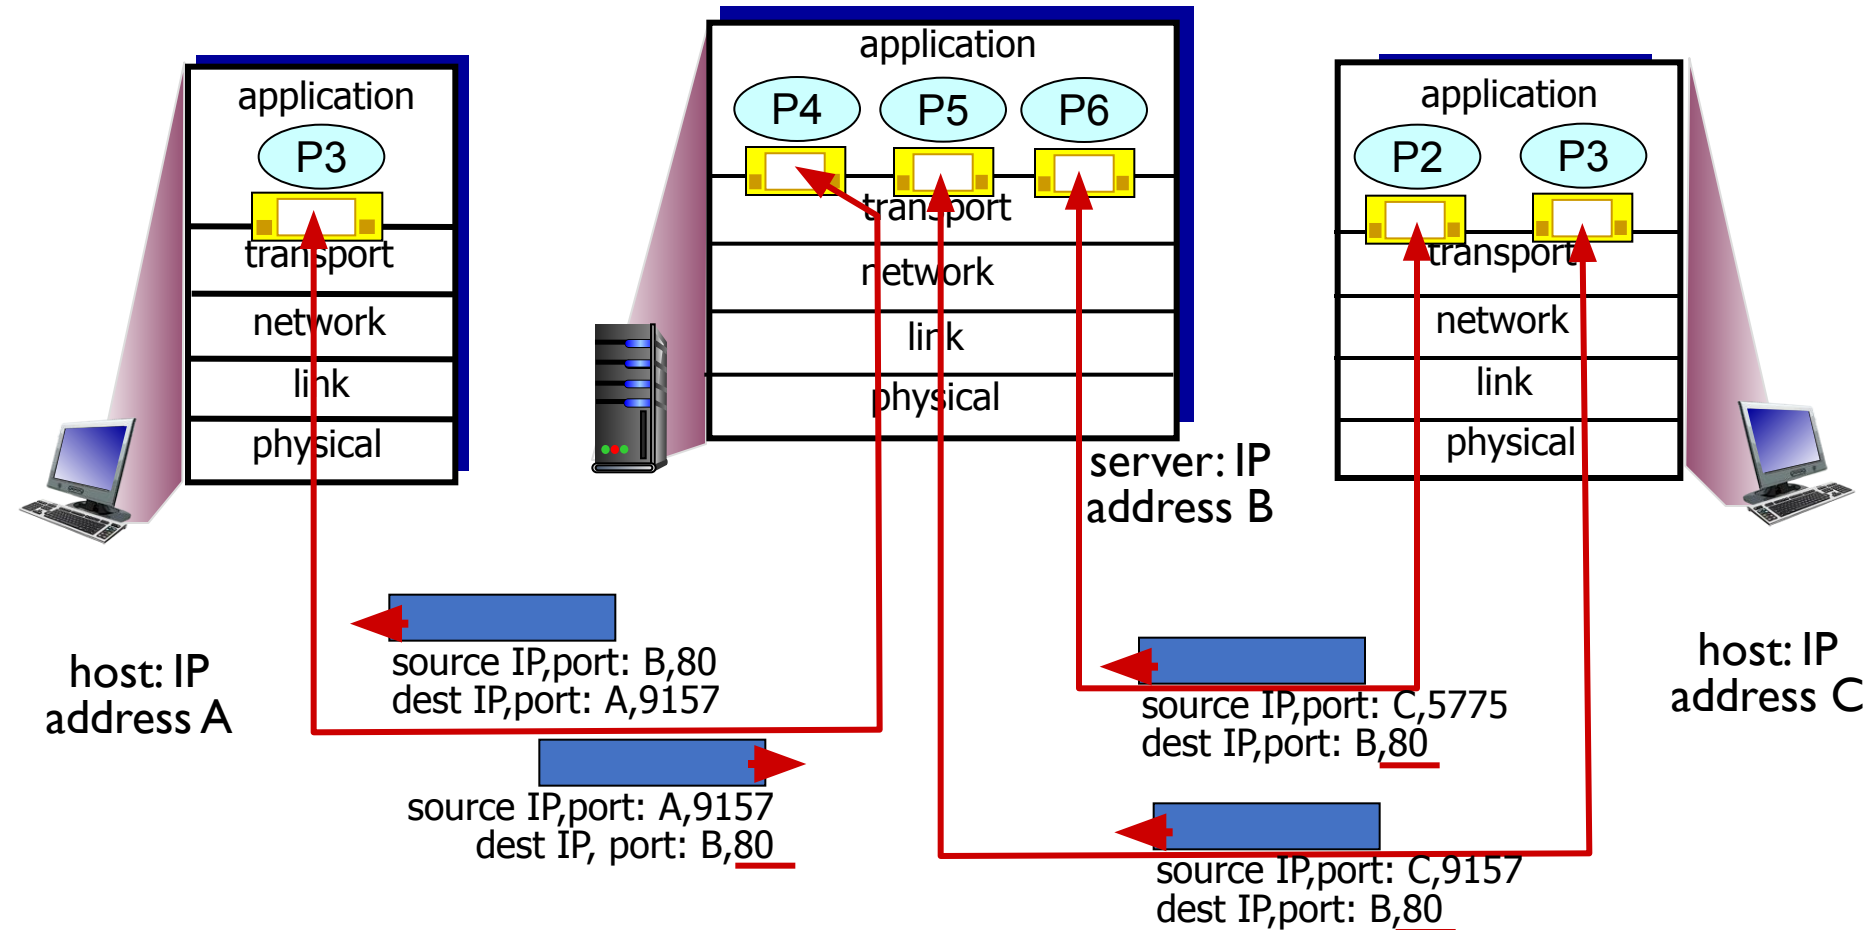 application
P3
transport
network
link
physical
host: IP
address A
application
P4 P5 P6
transport
network
link
physical
server: IP
address B
application
P2 P3
transport
network
link
physical
host: IP
address C
source IP,port: B,80
dest IP,port: A,9157
source IP,port: A,9157
dest IP, port: B,80
source IP,port: C,5775
dest IP,port: B,80
source IP,port: C,9157
dest IP,port: B,80